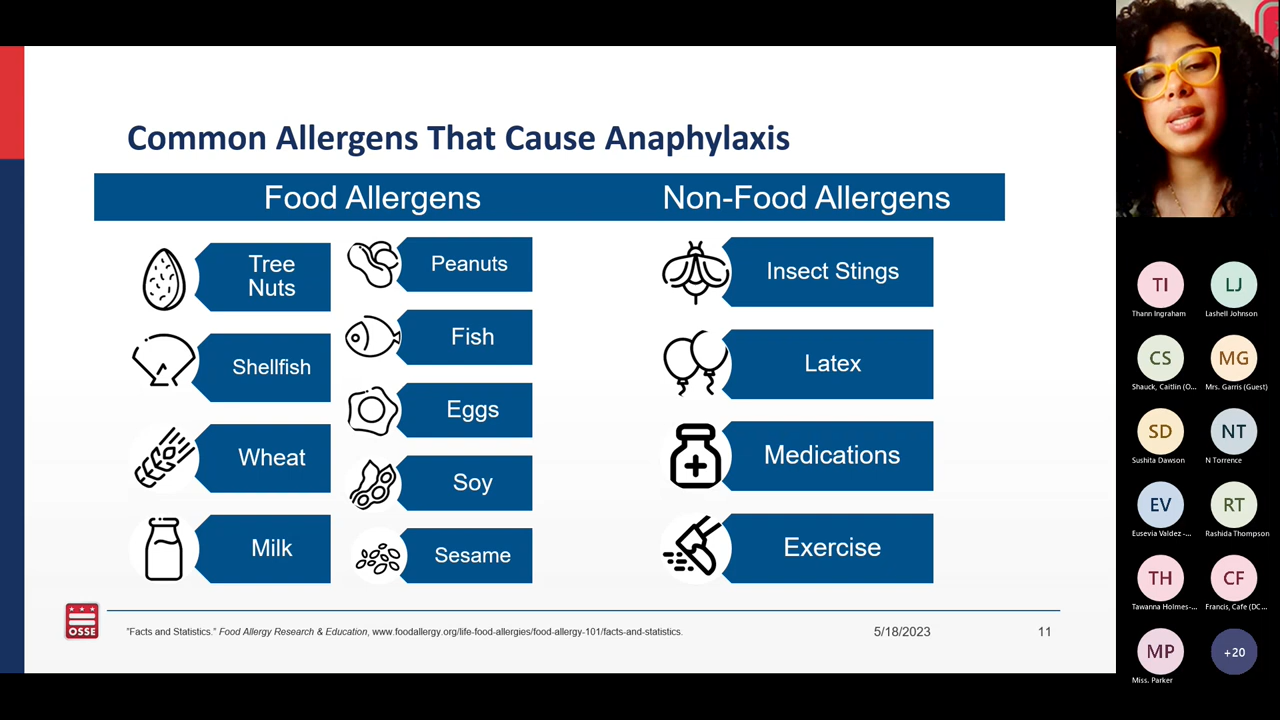 Common Allergens That Cause Anaphylaxis
Food Allergens
Non-Food Allergens
Tree
Nuts
Shellfish
Wheat
Milk
Peanuts
Fish
Eggs
Soy
Sesame
Insect Stings
Latex
Medications
Exercise
OSSE
"Facts and Statistics." Food Allergy Research & Education, www.foodallergy.org/life-food-allergies/food-allergy-101/facts-and-statistics.
5/18/2023
11
TI
Thann Ingraham
LJ
Lashell Johnson
CS
Shauck, Caitlin (O...
MG
Mrs. Garris (Guest)
SD
Sushita Dawson
NT
N Torrence
EV
Eusevia Valdez -...
RT
Rashida Thompson
TH
Tawanna Holmes-...
CF
Francis, Cafe (DC...
MP
Miss. Parker
+20